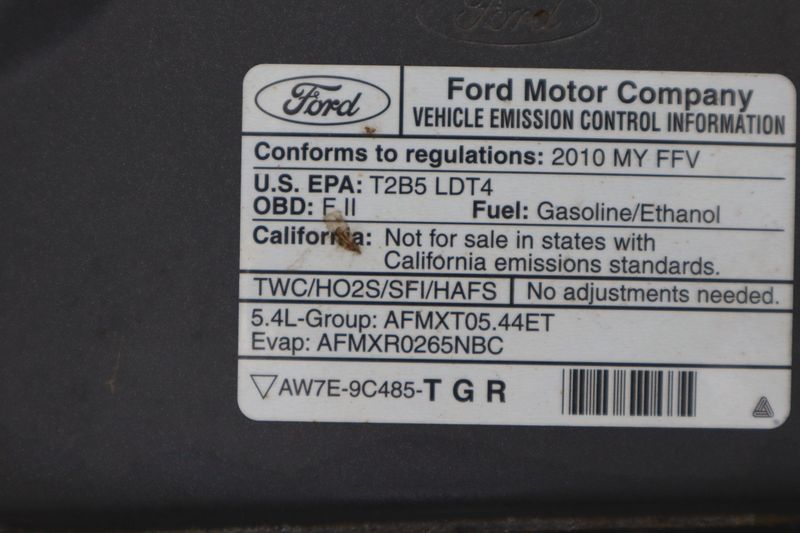 Ford
Ford
Ford Motor Company
VEHICLE EMISSION CONTROL INFORMATION
Conforms to regulations: 2010 MY FFV
U.S. EPA: T2B5 LDT4
OBD: F II Fuel: Gasoline/Ethanol
California: Not for sale in states with
California emissions standards.
TWC/HO2S/SFI/HAFS No adjustments needed.
5.4L-Group: AFMXT05.44ET
Evap: AFMXR0265NBC
▽AW7E-9C485-T G R